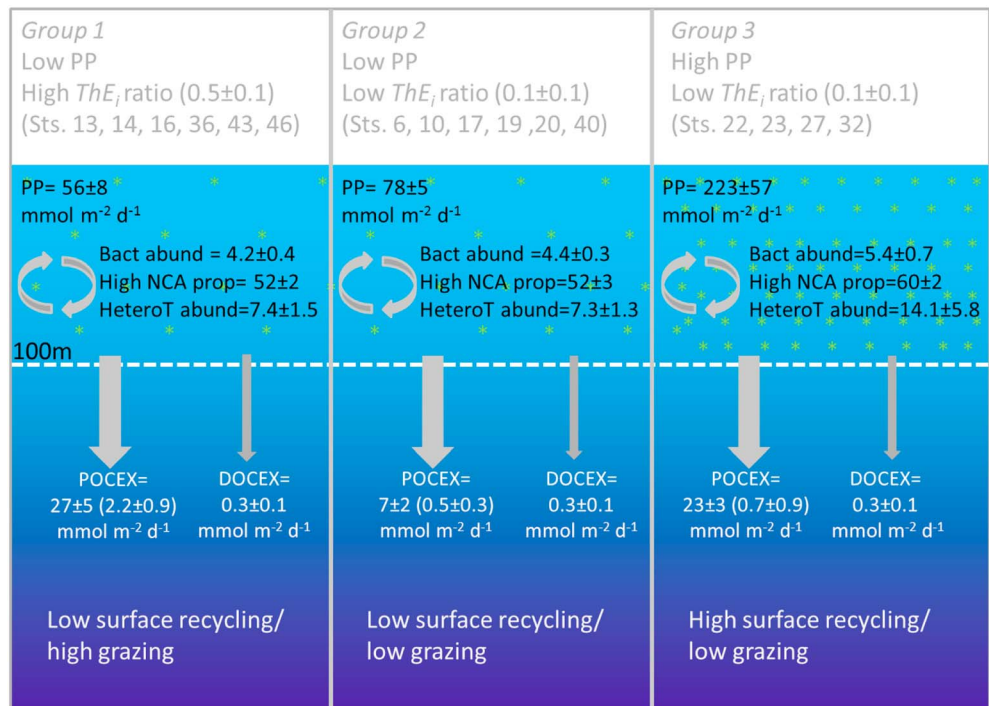 Group 1
Low PP
High ThEi ratio (0.5±0.1)
(Sts. 13, 14, 16, 36, 43, 46)
PP= 56±8
mmol m⁻² d⁻¹
Bact abund = 4.2±0.4
High NCA prop= 52±2
HeteroT abund=7.4±1.5
100m
POCEX=
27±5 (2.2±0.9)
mmol m⁻² d⁻¹
DOCEX=
0.3±0.1
mmol m⁻² d⁻¹
Low surface recycling/
high grazing
Group 2
Low PP
Low ThEi ratio (0.1±0.1)
(Sts. 6, 10, 17, 19 ,20, 40)
PP= 78±5
mmol m⁻² d⁻¹
Bact abund =4.4±0.3
High NCA prop=52±3
HeteroT abund=7.3±1.3
POCEX=
7±2 (0.5±0.3)
mmol m⁻² d⁻¹
DOCEX=
0.3±0.1
mmol m⁻² d⁻¹
Low surface recycling/
low grazing
Group 3
High PP
Low ThEi ratio (0.1±0.1)
(Sts. 22, 23, 27, 32)
PP= 223±57
mmol m⁻² d⁻¹
Bact abund=5.4±0.7
High NCA prop=60±2
HeteroT abund=14.1±5.8
POCEX=
23±3 (0.7±0.9)
mmol m⁻² d⁻¹
DOCEX=
0.3±0.1
mmol m⁻² d⁻¹
High surface recycling/
low grazing